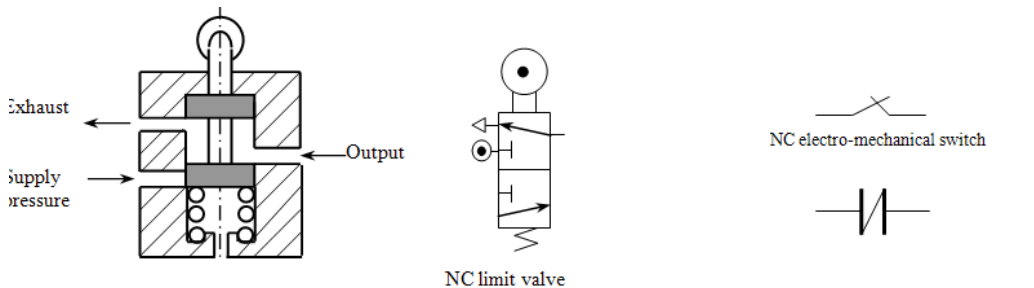 Exhaust
Output
Supply
pressure
NC limit valve
NC electro-mechanical switch